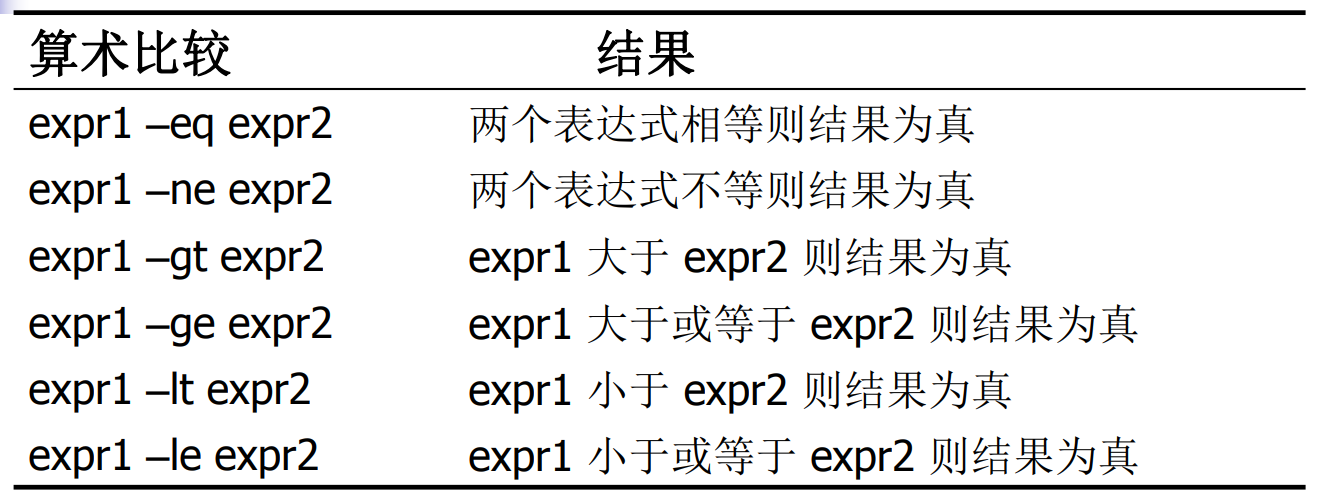 算术比较 结果
expr1 –eq expr2 两个表达式相等则结果为真
expr1 –ne expr2 两个表达式不等则结果为真
expr1 –gt expr2 expr1 大于 expr2 则结果为真
expr1 –ge expr2 expr1 大于或等于 expr2 则结果为真
expr1 –lt expr2 expr1 小于 expr2 则结果为真
expr1 –le expr2 expr1 小于或等于 expr2 则结果为真